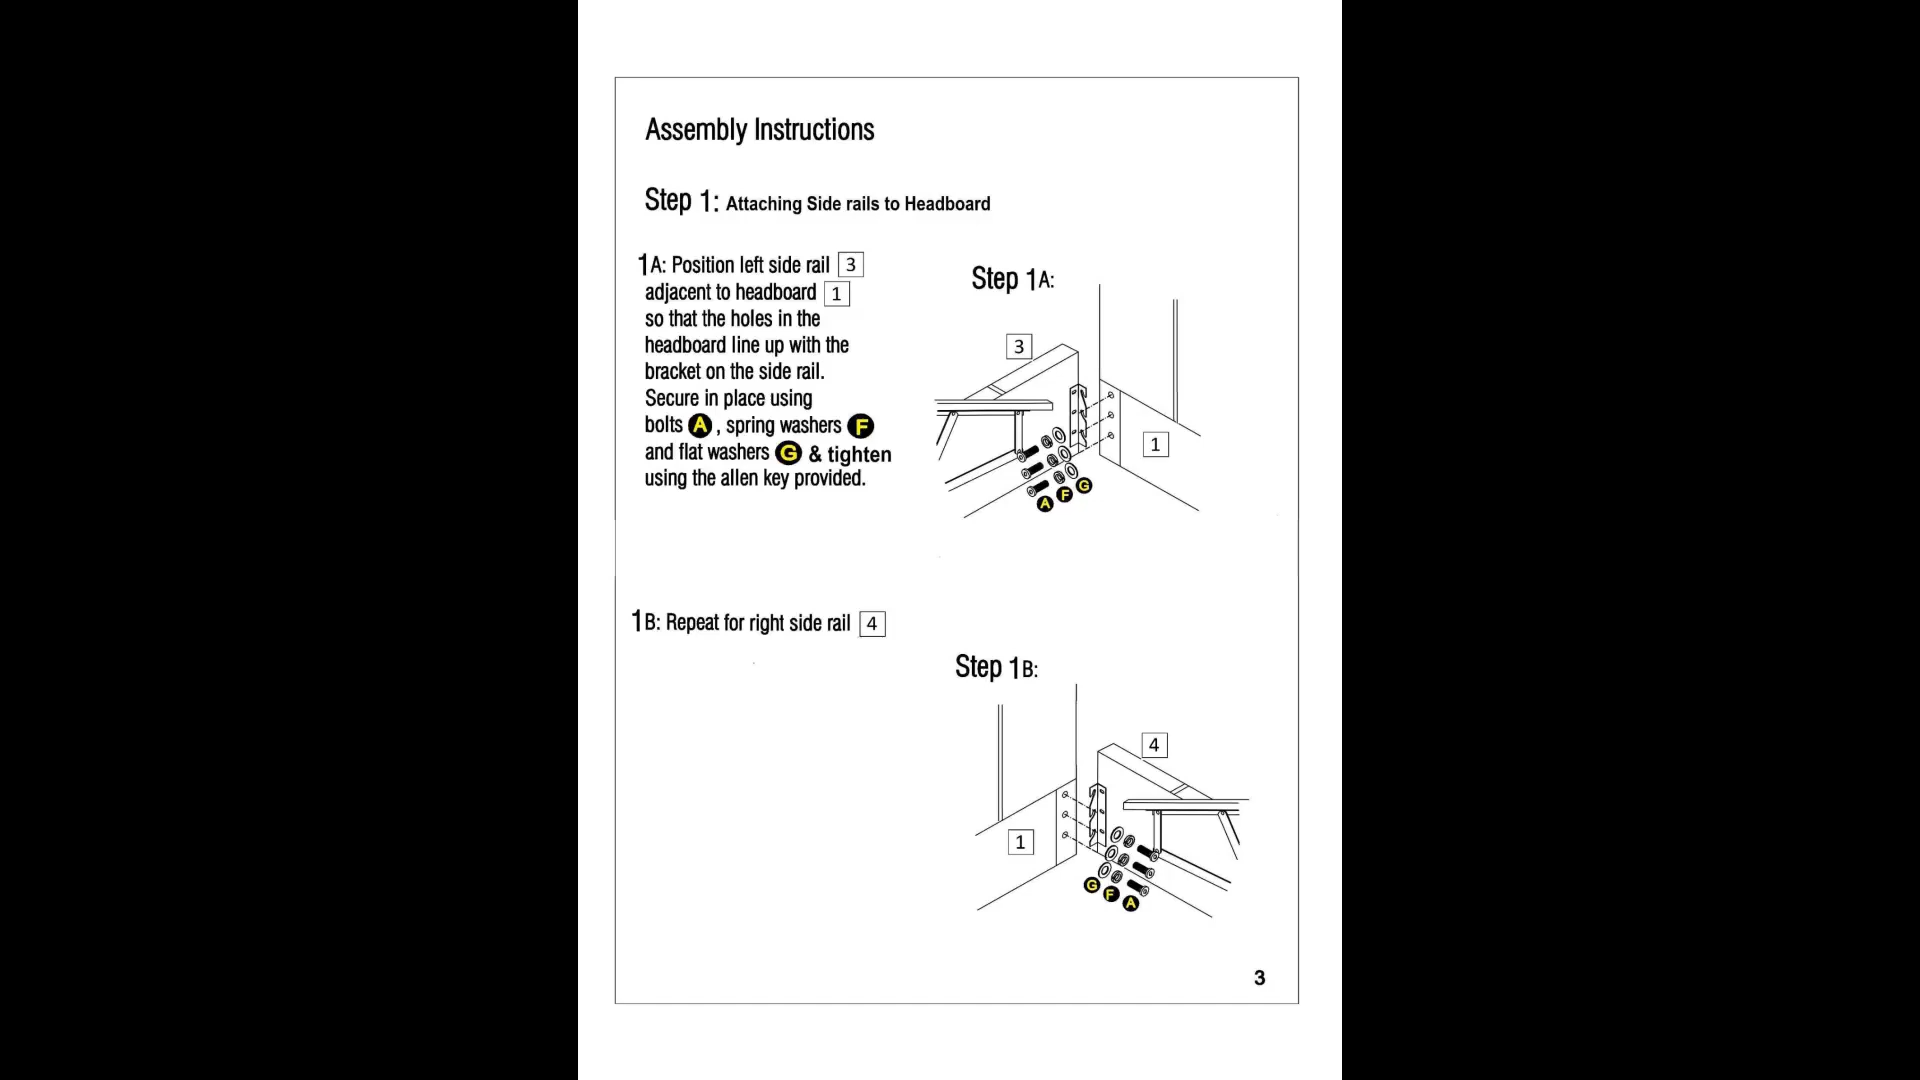 Assembly Instructions
Step 1: Attaching Side rails to Headboard
1A: Position left side rail 3
adjacent to headboard 1
so that the holes in the
headboard line up with the
bracket on the side rail.
Secure in place using
bolts A , spring washers F
and flat washers G & tighten
using the allen key provided.
Step 1A:
3
1
A F G
1B: Repeat for right side rail 4
Step 1B:
4
1
G F A
3